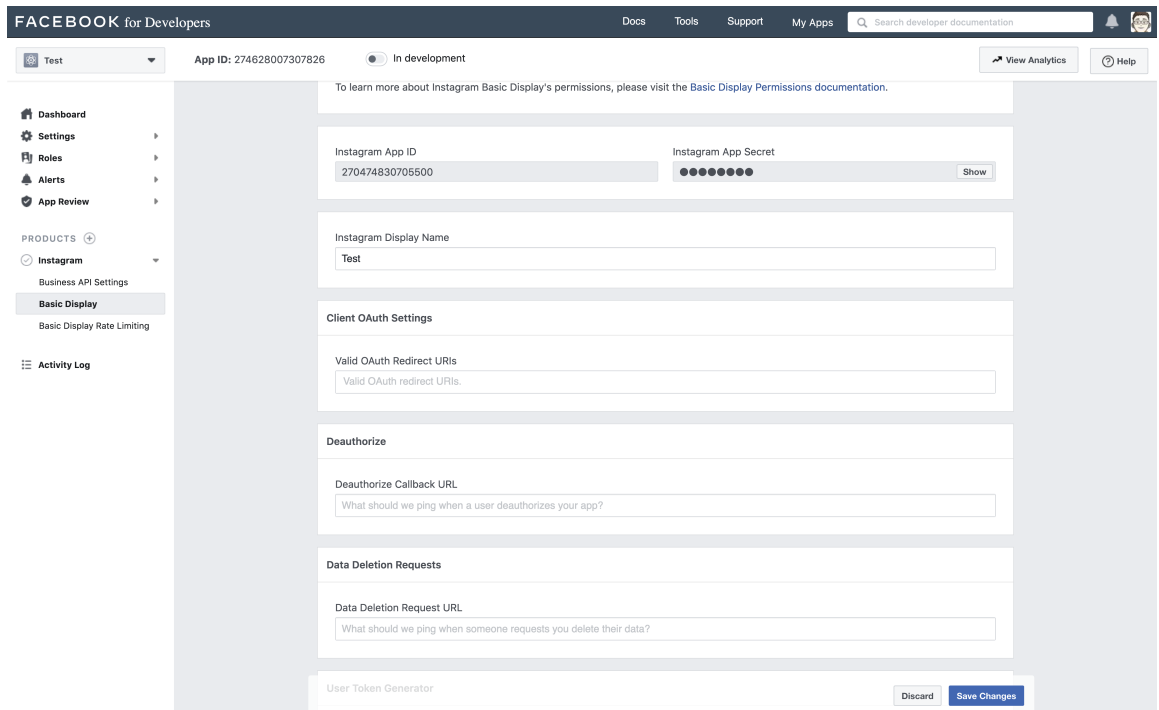 FACEBOOK for Developers
Docs Tools Support My Apps Search developer documentation
Test App ID: 274628007307826 In development View Analytics Help
To learn more about Instagram Basic Display's permissions, please visit the Basic Display Permissions documentation.
Dashboard
Settings
Roles
Alerts
App Review
PRODUCTS
Instagram
Business API Settings
Basic Display
Basic Display Rate Limiting
Activity Log
Instagram App ID Instagram App Secret
270474830705500 Show
Instagram Display Name
Test
Client OAuth Settings
Valid OAuth Redirect URIs
Valid OAuth redirect URIs.
Deauthorize
Deauthorize Callback URL
What should we ping when a user deauthorizes your app?
Data Deletion Requests
Data Deletion Request URL
What should we ping when someone requests you delete their data?
User Token Generator
Discard Save Changes